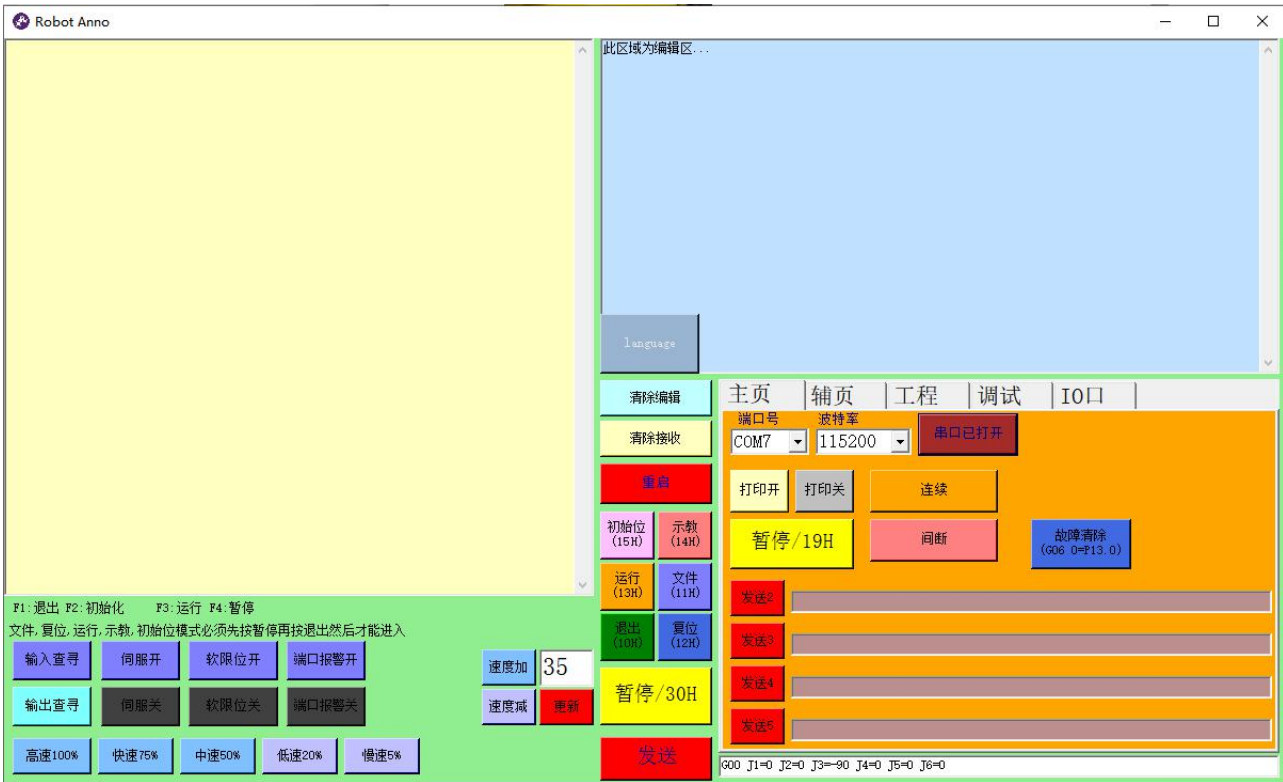 Robot Anno
此区域为编辑区...
language
清除编辑
清除接收
重启
初始位
(15H)
示教
(14H)
运行
(13H)
文件
(11H)
退出
(10H)
复位
(12H)
暂停/30H
发送
主页 辅页 工程 调试 IO口
端口号 波特率
COM7 115200 串口已打开
打印开 打印关 连续
暂停/19H 间断 故障清除
(G06 O=P13.0)
发送2
发送3
发送4
发送5
G00 J1=0 J2=0 J3=-90 J4=0 J5=0 J6=0
F1:退出 F2:初始化 F3:运行 F4:暂停
文件,复位,运行,示教,初始位模式必须先按暂停再按退出然后才能进入
输入查寻 伺服开 软限位开 端口报警开 速度加 35
输出查寻 伺服关 软限位关 端口报警关 速度减 更新
高速100% 快速75% 中速50% 低速20% 慢速5%